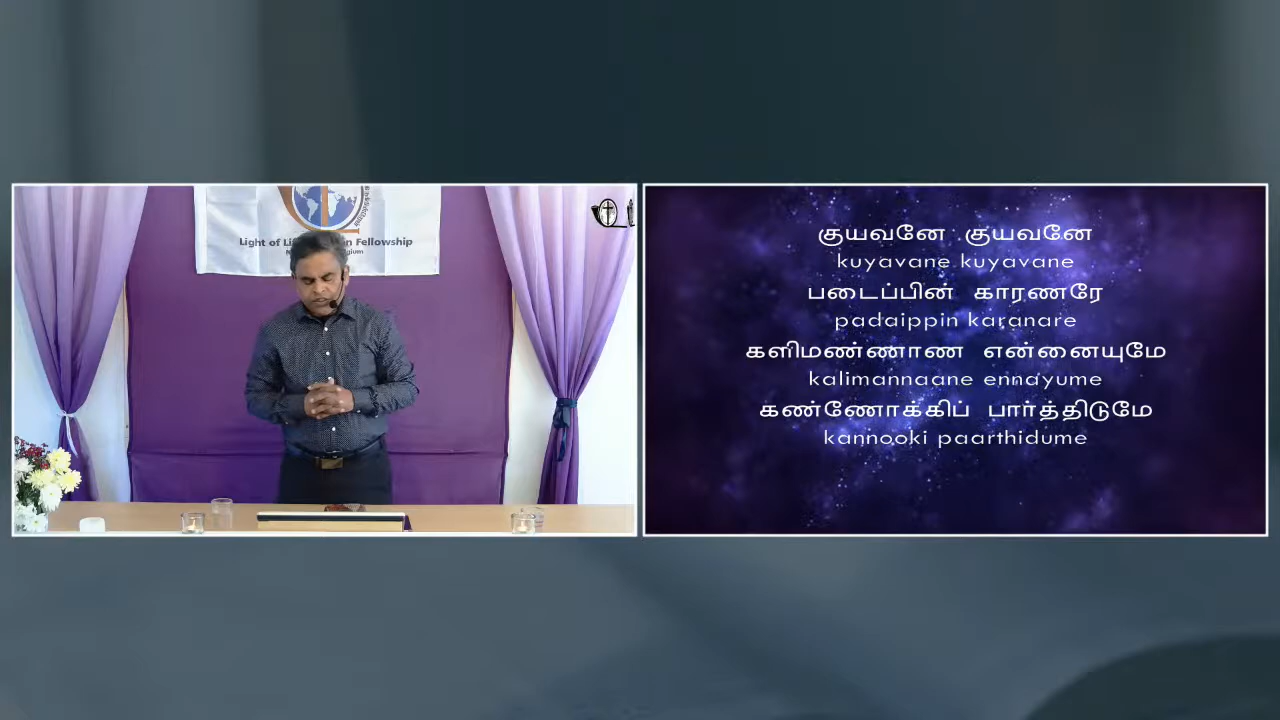 Light of Li
n Fellowship
gium
குயவனே குயவனே
kuyavane kuyavane
படைப்பின் காரணரே
padaippin karanare
களிமண்ணாண என்னையுமே
kalimannaane ennayume
கண்ணோக்கிப் பார்த்திடுமே
kannooki paarthidume